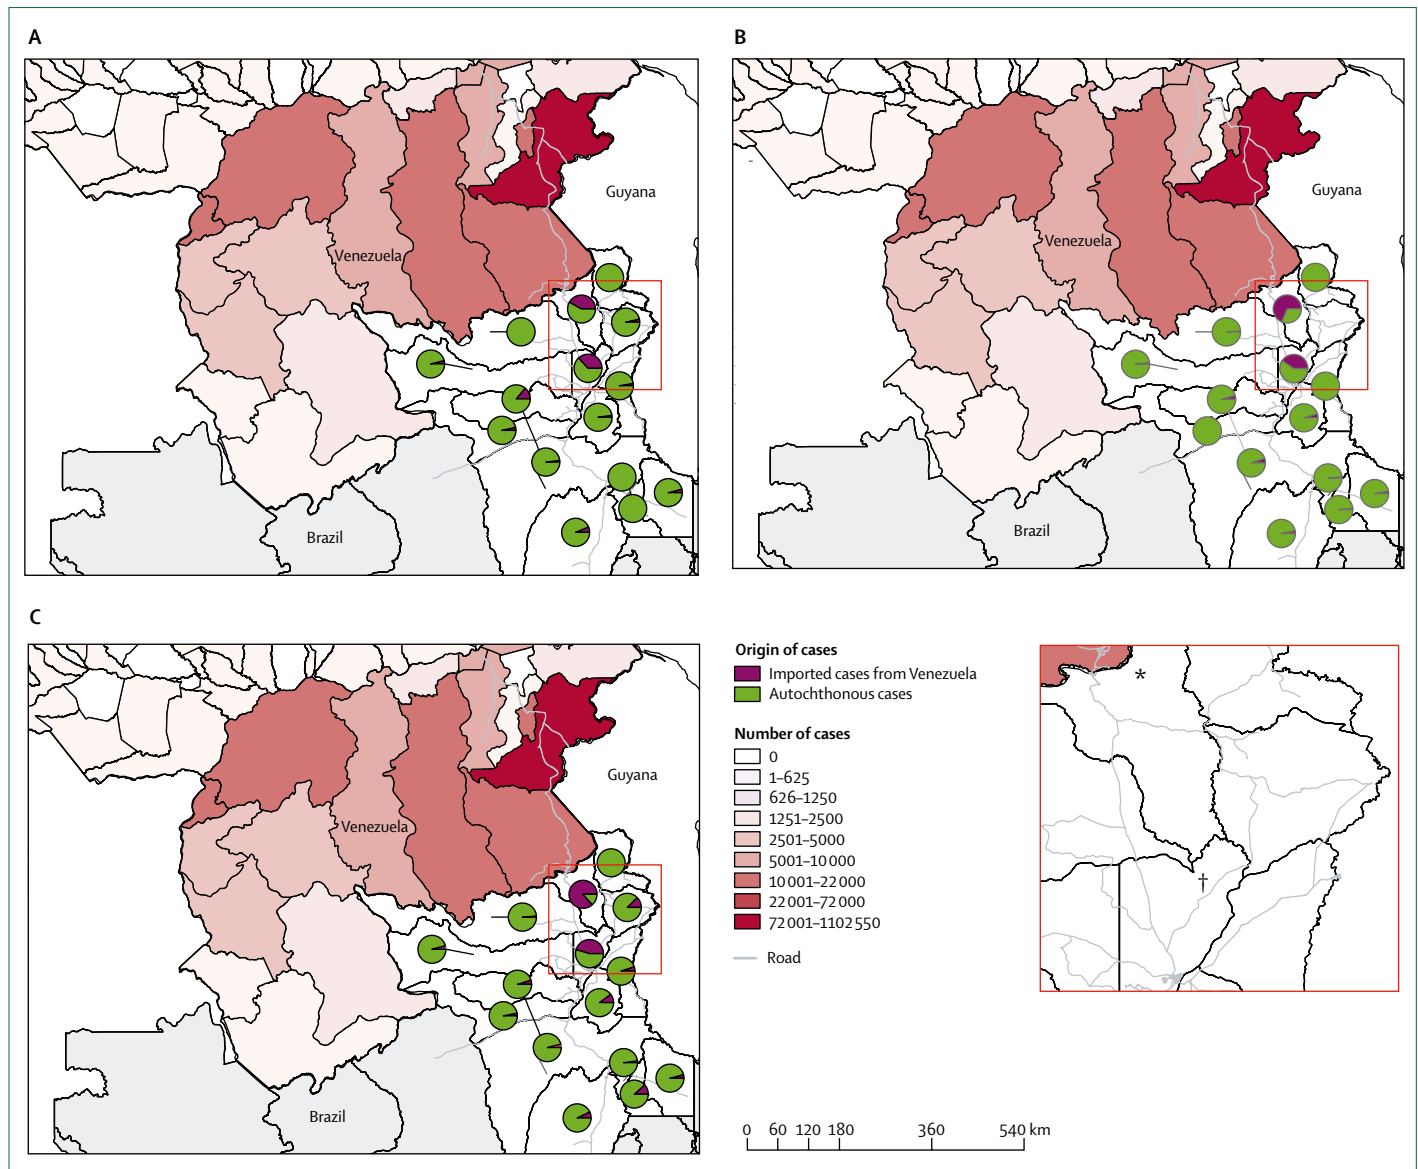 A
B
Guyana
Venezuela
Brazil
Guyana
Venezuela
Brazil
C
Guyana
Venezuela
Brazil
Origin of cases
Imported cases from Venezuela
Autochthonous cases
Number of cases
0
1–625
626–1250
1251–2500
2501–5000
5001–10 000
10 001–22 000
22 001–72 000
72 001–1 102 550
Road
*
†
0 60 120 180 360 540 km